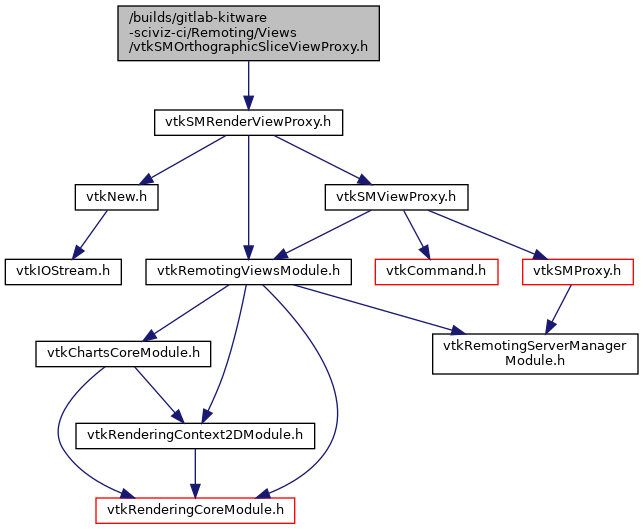 /builds/gitlab-kitware
-sciviz-ci/Remoting/Views
/vtkSMOrthographicSliceViewProxy.h
vtkSMRenderViewProxy.h
vtkNew.h
vtkSMViewProxy.h
vtkIOStream.h
vtkRemotingViewsModule.h
vtkCommand.h
vtkSMProxy.h
vtkChartsCoreModule.h
vtkRemotingServerManager
Module.h
vtkRenderingContext2DModule.h
vtkRenderingCoreModule.h